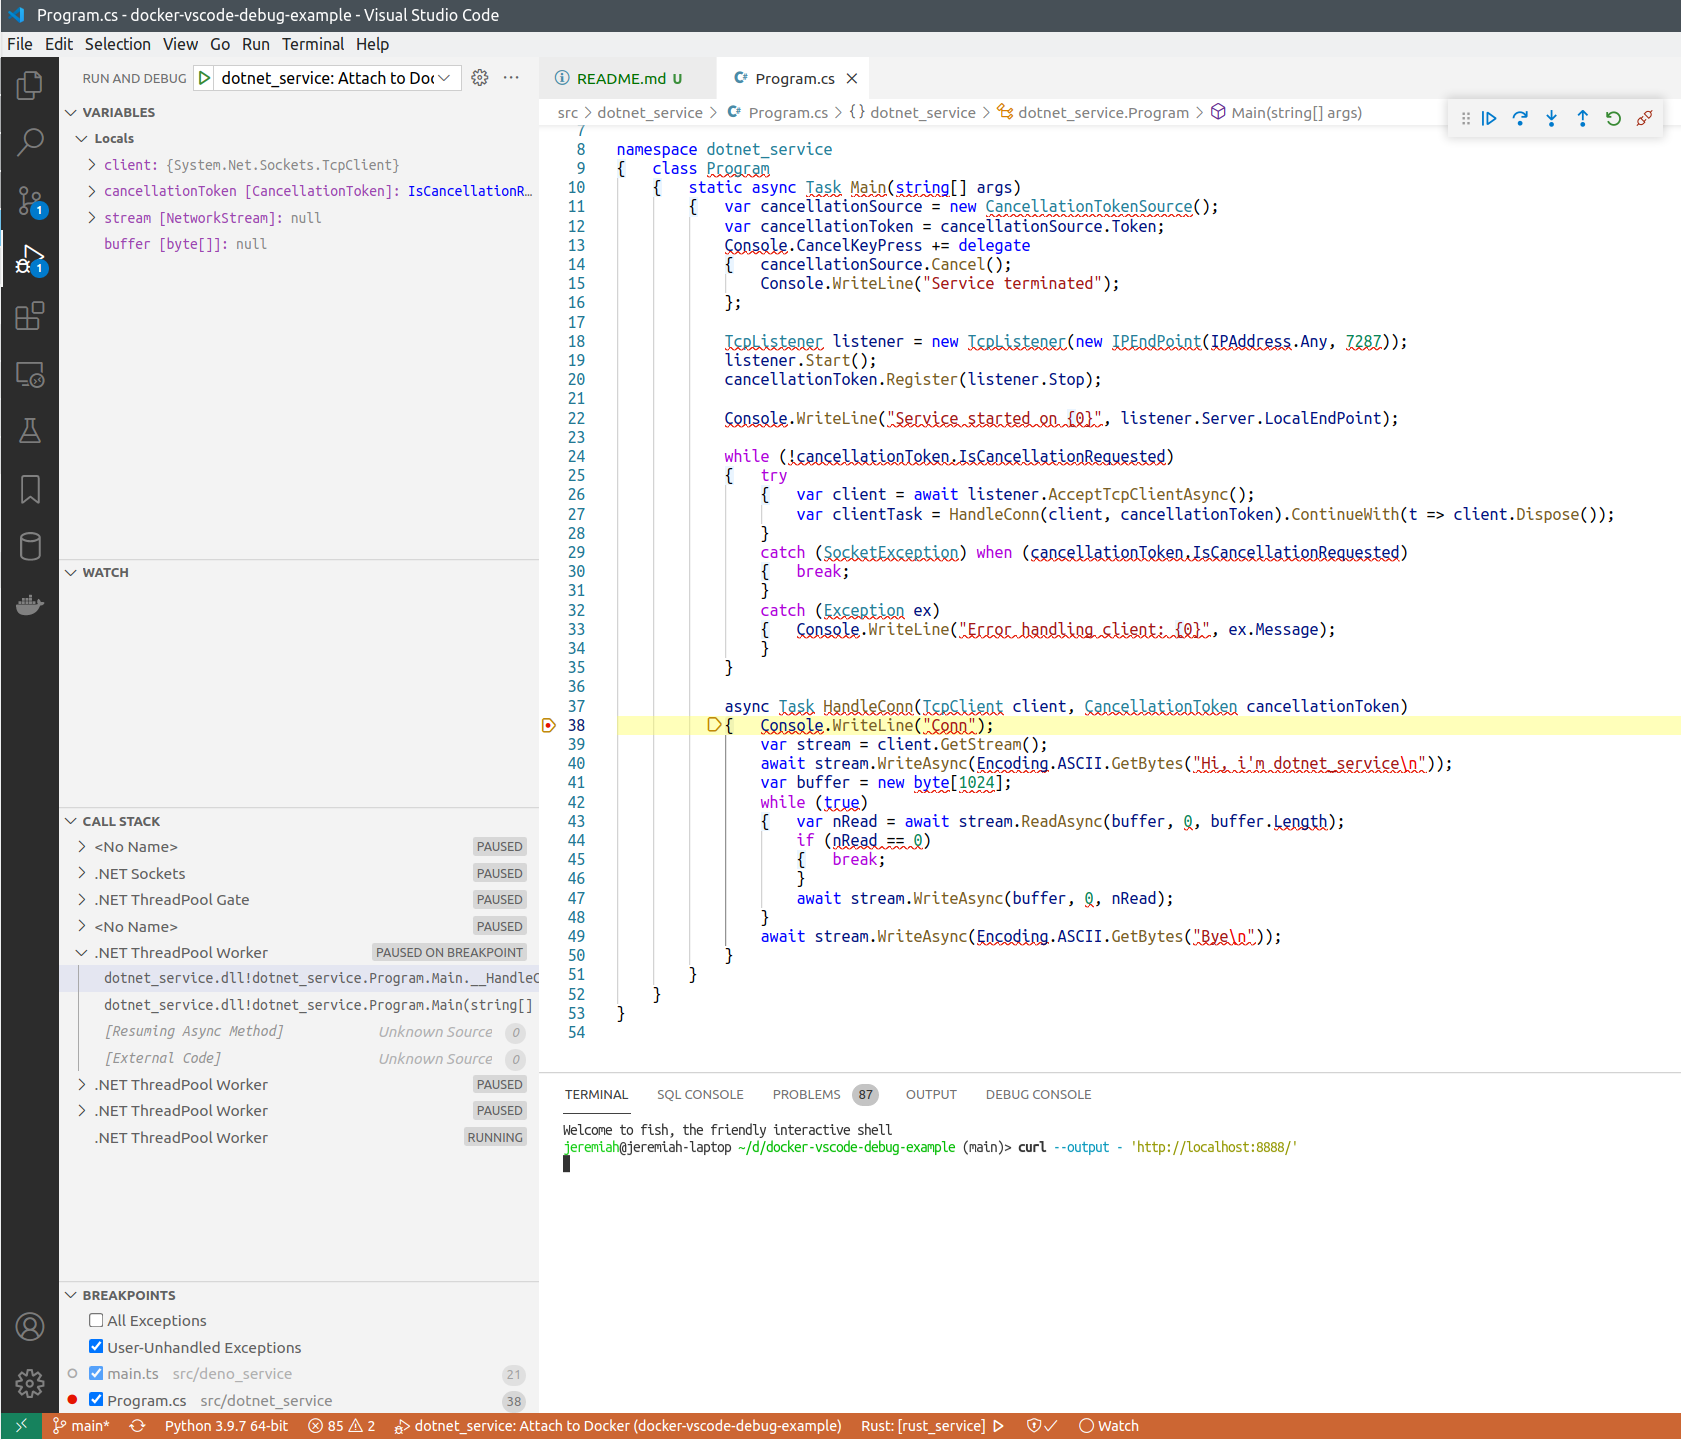 Program.cs - docker-vscode-debug-example - Visual Studio Code
File Edit Selection View Go Run Terminal Help
RUN AND DEBUG dotnet_service: Attach to Doc
VARIABLES
Locals
client: {System.Net.Sockets.TcpClient}
cancellationToken [CancellationToken]: IsCancellationR…
stream [NetworkStream]: null
buffer [byte[]]: null
WATCH
CALL STACK
<No Name> PAUSED
.NET Sockets PAUSED
.NET ThreadPool Gate PAUSED
<No Name> PAUSED
.NET ThreadPool Worker PAUSED ON BREAKPOINT
dotnet_service.dll!dotnet_service.Program.Main.__HandleC
dotnet_service.dll!dotnet_service.Program.Main(string[]
[Resuming Async Method] Unknown Source 0
[External Code] Unknown Source 0
.NET ThreadPool Worker PAUSED
.NET ThreadPool Worker PAUSED
.NET ThreadPool Worker RUNNING
BREAKPOINTS
All Exceptions
User-Unhandled Exceptions
main.ts src/deno_service 21
Program.cs src/dotnet_service 38
README.md U Program.cs
src > dotnet_service > Program.cs > {} dotnet_service > dotnet_service.Program > Main(string[] args)
7
8 namespace dotnet_service
9 { class Program
10 { static async Task Main(string[] args)
11 { var cancellationSource = new CancellationTokenSource();
12 var cancellationToken = cancellationSource.Token;
13 Console.CancelKeyPress += delegate
14 { cancellationSource.Cancel();
15 Console.WriteLine("Service terminated");
16 };
17
18 TcpListener listener = new TcpListener(new IPEndPoint(IPAddress.Any, 7287));
19 listener.Start();
20 cancellationToken.Register(listener.Stop);
21
22 Console.WriteLine("Service started on {0}", listener.Server.LocalEndPoint);
23
24 while (!cancellationToken.IsCancellationRequested)
25 { try
26 { var client = await listener.AcceptTcpClientAsync();
27 var clientTask = HandleConn(client, cancellationToken).ContinueWith(t => client.Dispose());
28 }
29 catch (SocketException) when (cancellationToken.IsCancellationRequested)
30 { break;
31 }
32 catch (Exception ex)
33 { Console.WriteLine("Error handling client: {0}", ex.Message);
34 }
35 }
36
37 async Task HandleConn(TcpClient client, CancellationToken cancellationToken)
38 { Console.WriteLine("Conn");
39 var stream = client.GetStream();
40 await stream.WriteAsync(Encoding.ASCII.GetBytes("Hi, i'm dotnet_service\n"));
41 var buffer = new byte[1024];
42 while (true)
43 { var nRead = await stream.ReadAsync(buffer, 0, buffer.Length);
44 if (nRead == 0)
45 { break;
46 }
47 await stream.WriteAsync(buffer, 0, nRead);
48 }
49 await stream.WriteAsync(Encoding.ASCII.GetBytes("Bye\n"));
50 }
51 }
52 }
53 }
54
TERMINAL SQL CONSOLE PROBLEMS 87 OUTPUT DEBUG CONSOLE
Welcome to fish, the friendly interactive shell
jeremiah@jeremiah-laptop ~/d/docker-vscode-debug-example (main)> curl --output - 'http://localhost:8888/'
main* Python 3.9.7 64-bit 85 2 dotnet_service: Attach to Docker (docker-vscode-debug-example) Rust: [rust_service] Watch